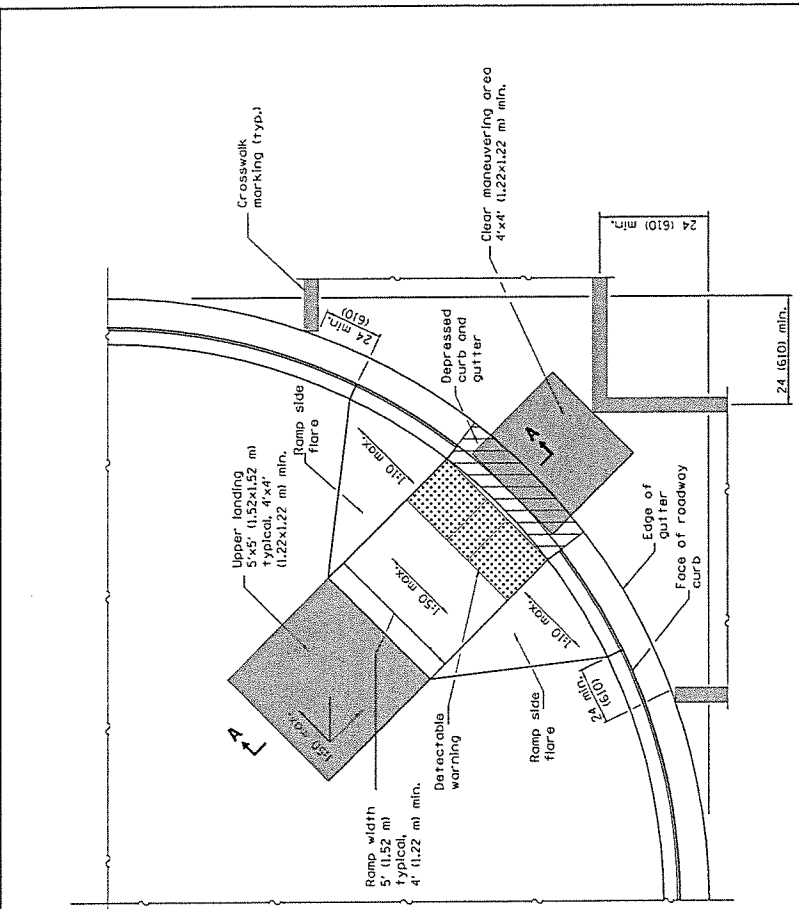 Crosswalk
marking (typ.)
Clear maneuvering area
4'x4' (1.22x1.22 m) min.
24 min.
(610)
Depressed
curb and
gutter
24 (610) min.
24 (610) min.
Ramp side
flare
1:10 max.
Upper landing
5'x5' (1.52x1.52 m)
typical, 4'x4'
(1.22x1.22 m) min.
A
A
1:50 max.
1:50 max.
1:10 max.
Edge of
gutter
Face of roadway
curb
24 min.
(610)
Ramp side
flare
Detectable
warning
Ramp width
5' (1.52 m)
typical,
4' (1.22 m) min.